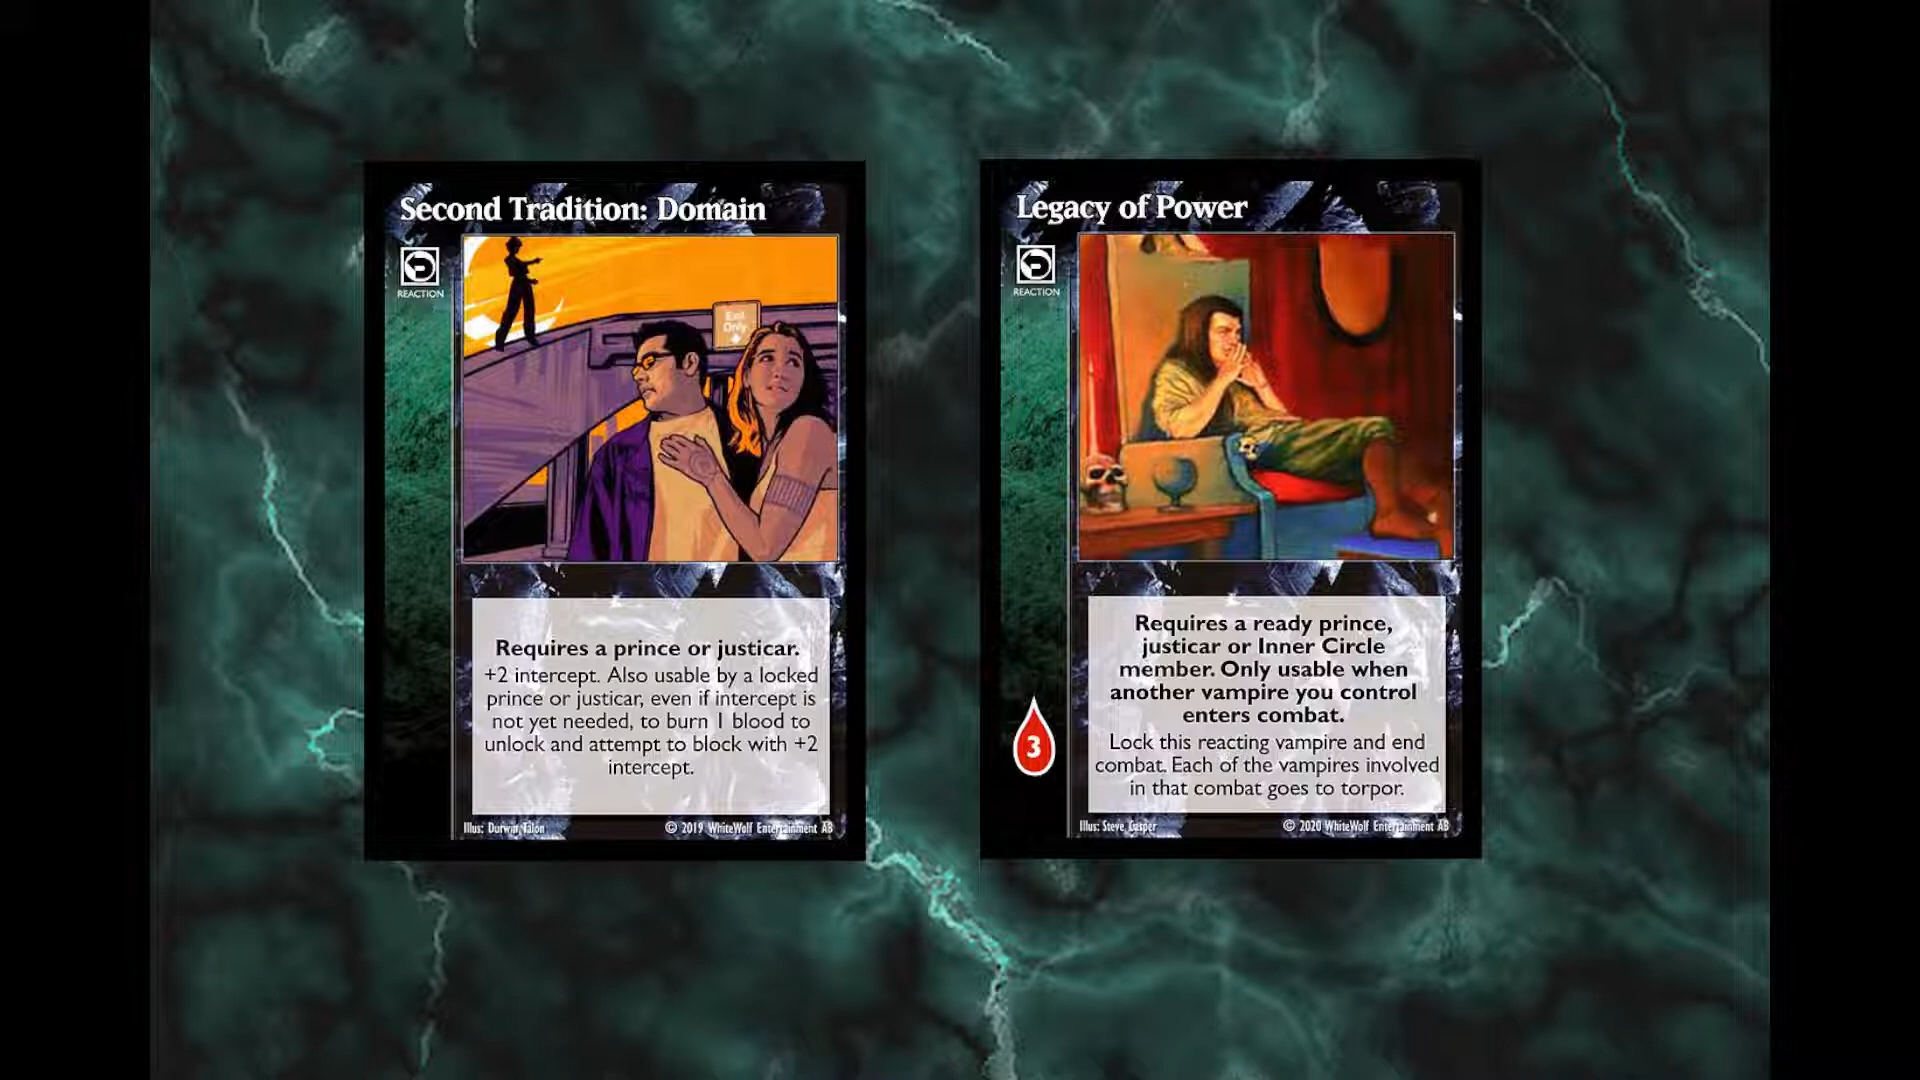 Second Tradition: Domain
REACTION
Exit
Only
Requires a prince or justicar.
+2 intercept. Also usable by a locked
prince or justicar, even if intercept is
not yet needed, to burn 1 blood to
unlock and attempt to block with +2
intercept.
Illus: Durwin Talon
© 2019 WhiteWolf Entertainment AB
Legacy of Power
REACTION
Requires a ready prince,
justicar or Inner Circle
member. Only usable when
another vampire you control
enters combat.
3
Lock this reacting vampire and end
combat. Each of the vampires involved
in that combat goes to torpor.
Illus: Steve Casper
© 2020 WhiteWolf Entertainment AB